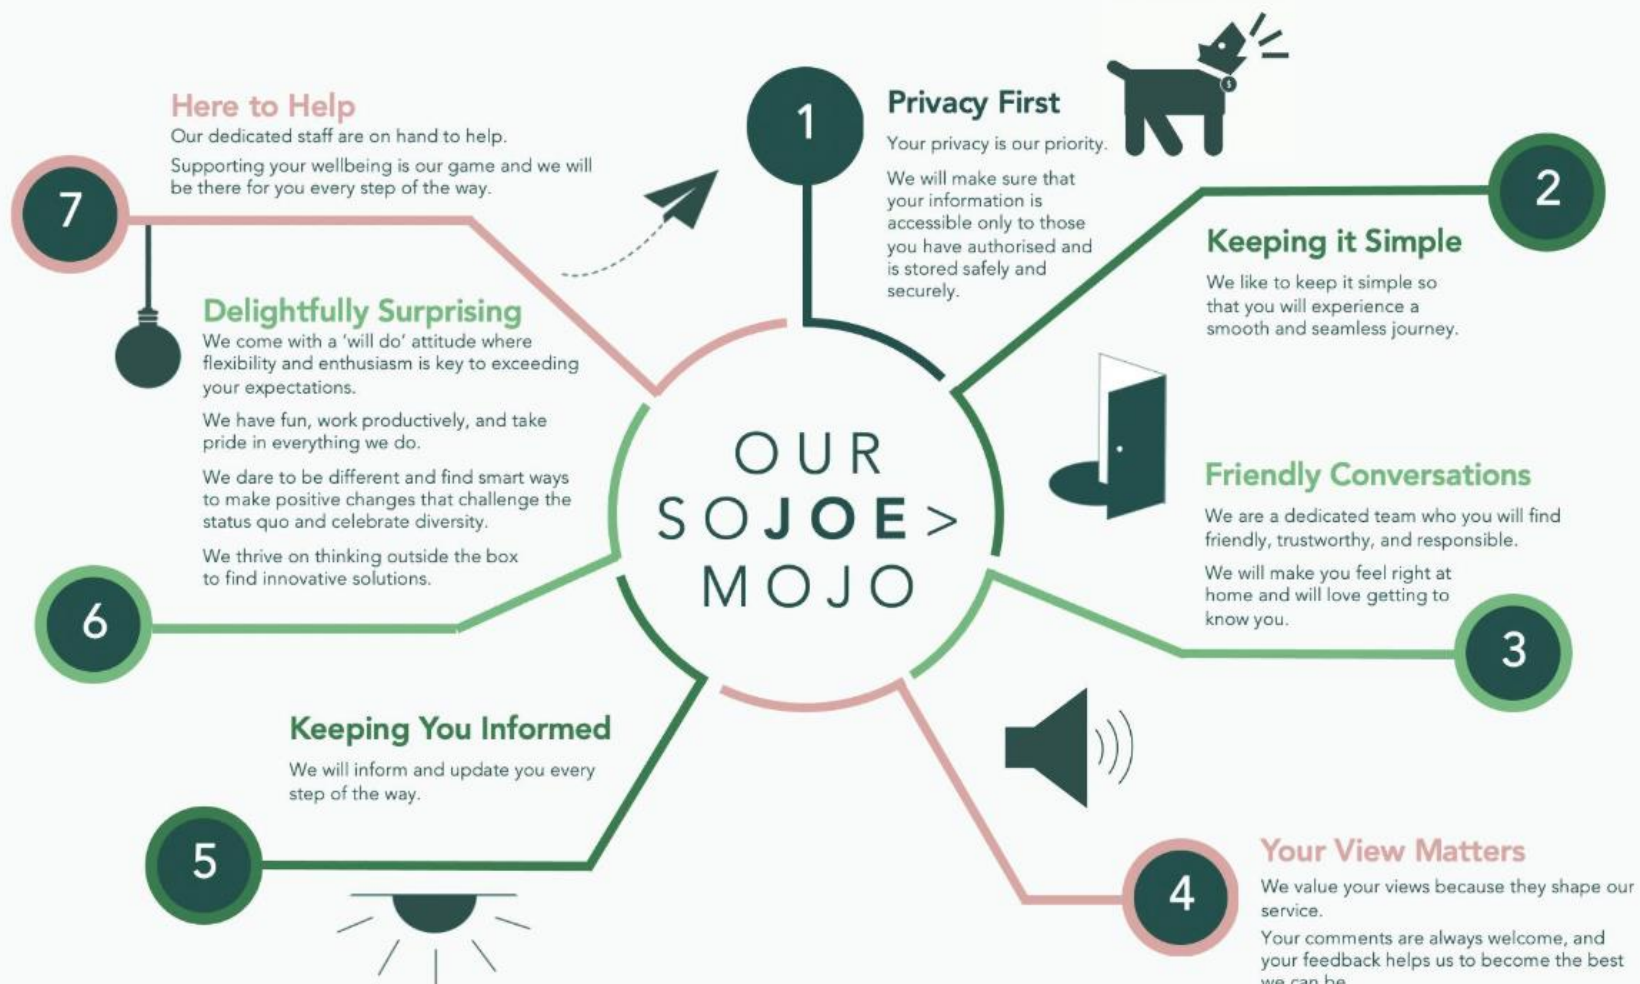 1
Privacy First
Your privacy is our priority.
We will make sure that
your information is
accessible only to those
you have authorised and
is stored safely and
securely.
$
2
Keeping it Simple
We like to keep it simple so
that you will experience a
smooth and seamless journey.
Friendly Conversations
We are a dedicated team who you will find
friendly, trustworthy, and responsible.
We will make you feel right at
home and will love getting to
know you.
3
4
Your View Matters
We value your views because they shape our
service.
Your comments are always welcome, and
your feedback helps us to become the best
we can be
Keeping You Informed
We will inform and update you every
step of the way.
5
Delightfully Surprising
We come with a ‘will do’ attitude where
flexibility and enthusiasm is key to exceeding
your expectations.
We have fun, work productively, and take
pride in everything we do.
We dare to be different and find smart ways
to make positive changes that challenge the
status quo and celebrate diversity.
We thrive on thinking outside the box
to find innovative solutions.
6
Here to Help
Our dedicated staff are on hand to help.
Supporting your wellbeing is our game and we will
be there for you every step of the way.
7
OUR
SOJOE>
MOJO